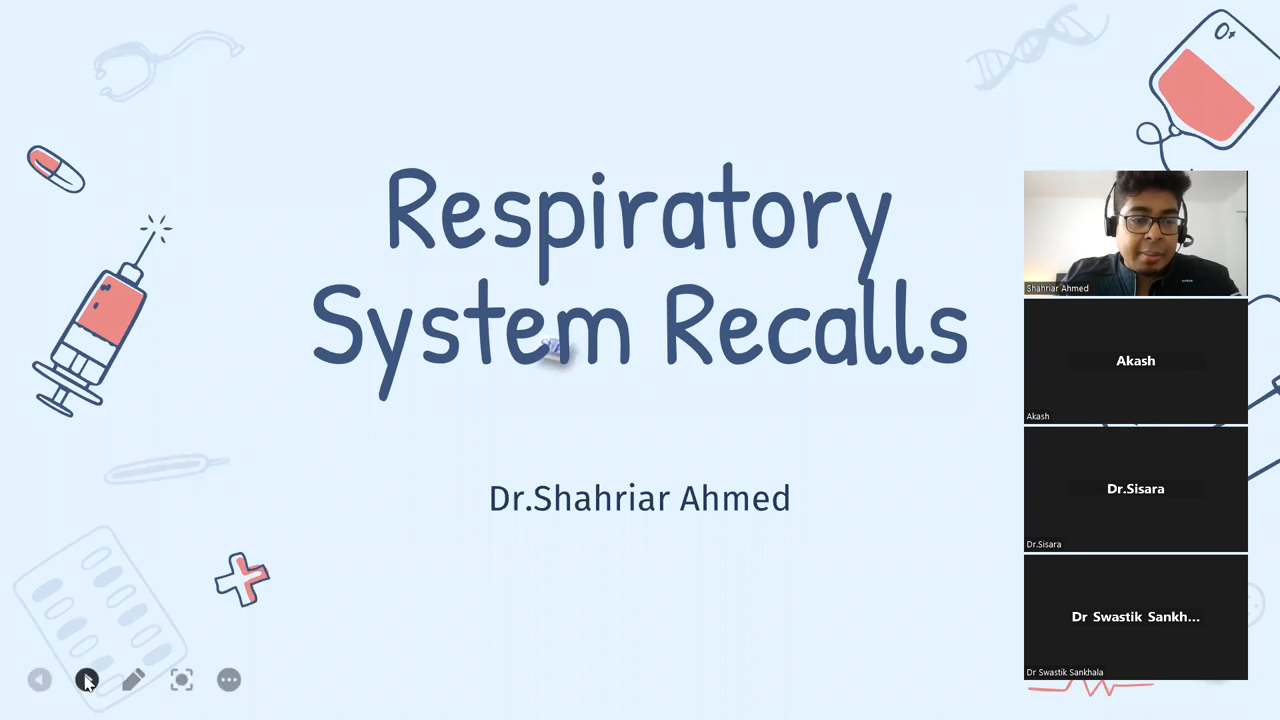 O+
Respiratory
System Recalls
Dr.Shahriar Ahmed
Shahriar Ahmed
Akash
Akash
Dr.Sisara
Dr.Sisara
Dr Swastik Sankh...
Dr Swastik Sankhala